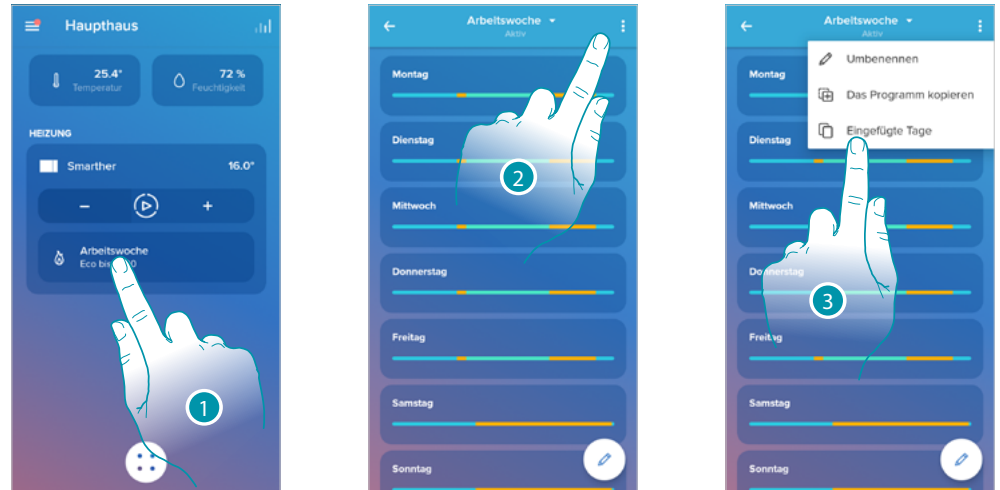 Haupthaus
25.4°
Temperatur
72 %
Feuchtigkeit
HEIZUNG
Smarther
16.0°
−
+
Arbeitswoche
Eco bis
1
Arbeitswoche
Aktiv
Montag
Dienstag
2
Mittwoch
Donnerstag
Freitag
Samstag
Sonntag
Arbeitswoche
Aktiv
Umbenennen
Montag
Das Programm kopieren
Eingefügte Tage
Dienstag
Mittwoch
Donnerstag
3
Freitag
Samstag
Sonntag